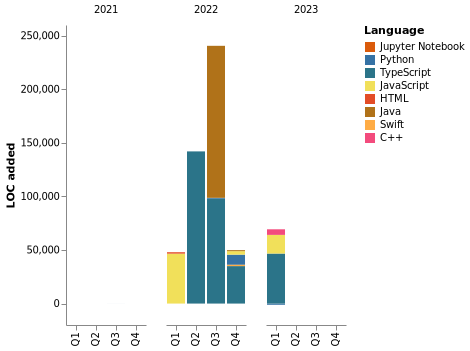 2021 2022 2023
Language
Jupyter Notebook
Python
TypeScript
JavaScript
HTML
Java
Swift
C++
LOC added
250,000
200,000
150,000
100,000
50,000
0
Q1 Q2 Q3 Q4 Q1 Q2 Q3 Q4 Q1 Q2 Q3 Q4